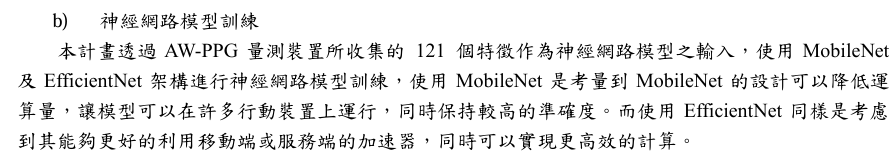 b) 神經網路模型訓練
本計畫透過 AW-PPG 量測裝置所收集的 121 個特徵作為神經網路模型之輸入，使用 MobileNet
及 EfficientNet 架構進行神經網路模型訓練，使用 MobileNet 是考量到 MobileNet 的設計可以降低運
算量，讓模型可以在許多行動裝置上運行，同時保持較高的準確度。而使用 EfficientNet 同樣是考慮
到其能夠更好的利用移動端或服務端的加速器，同時可以實現更高效的計算。